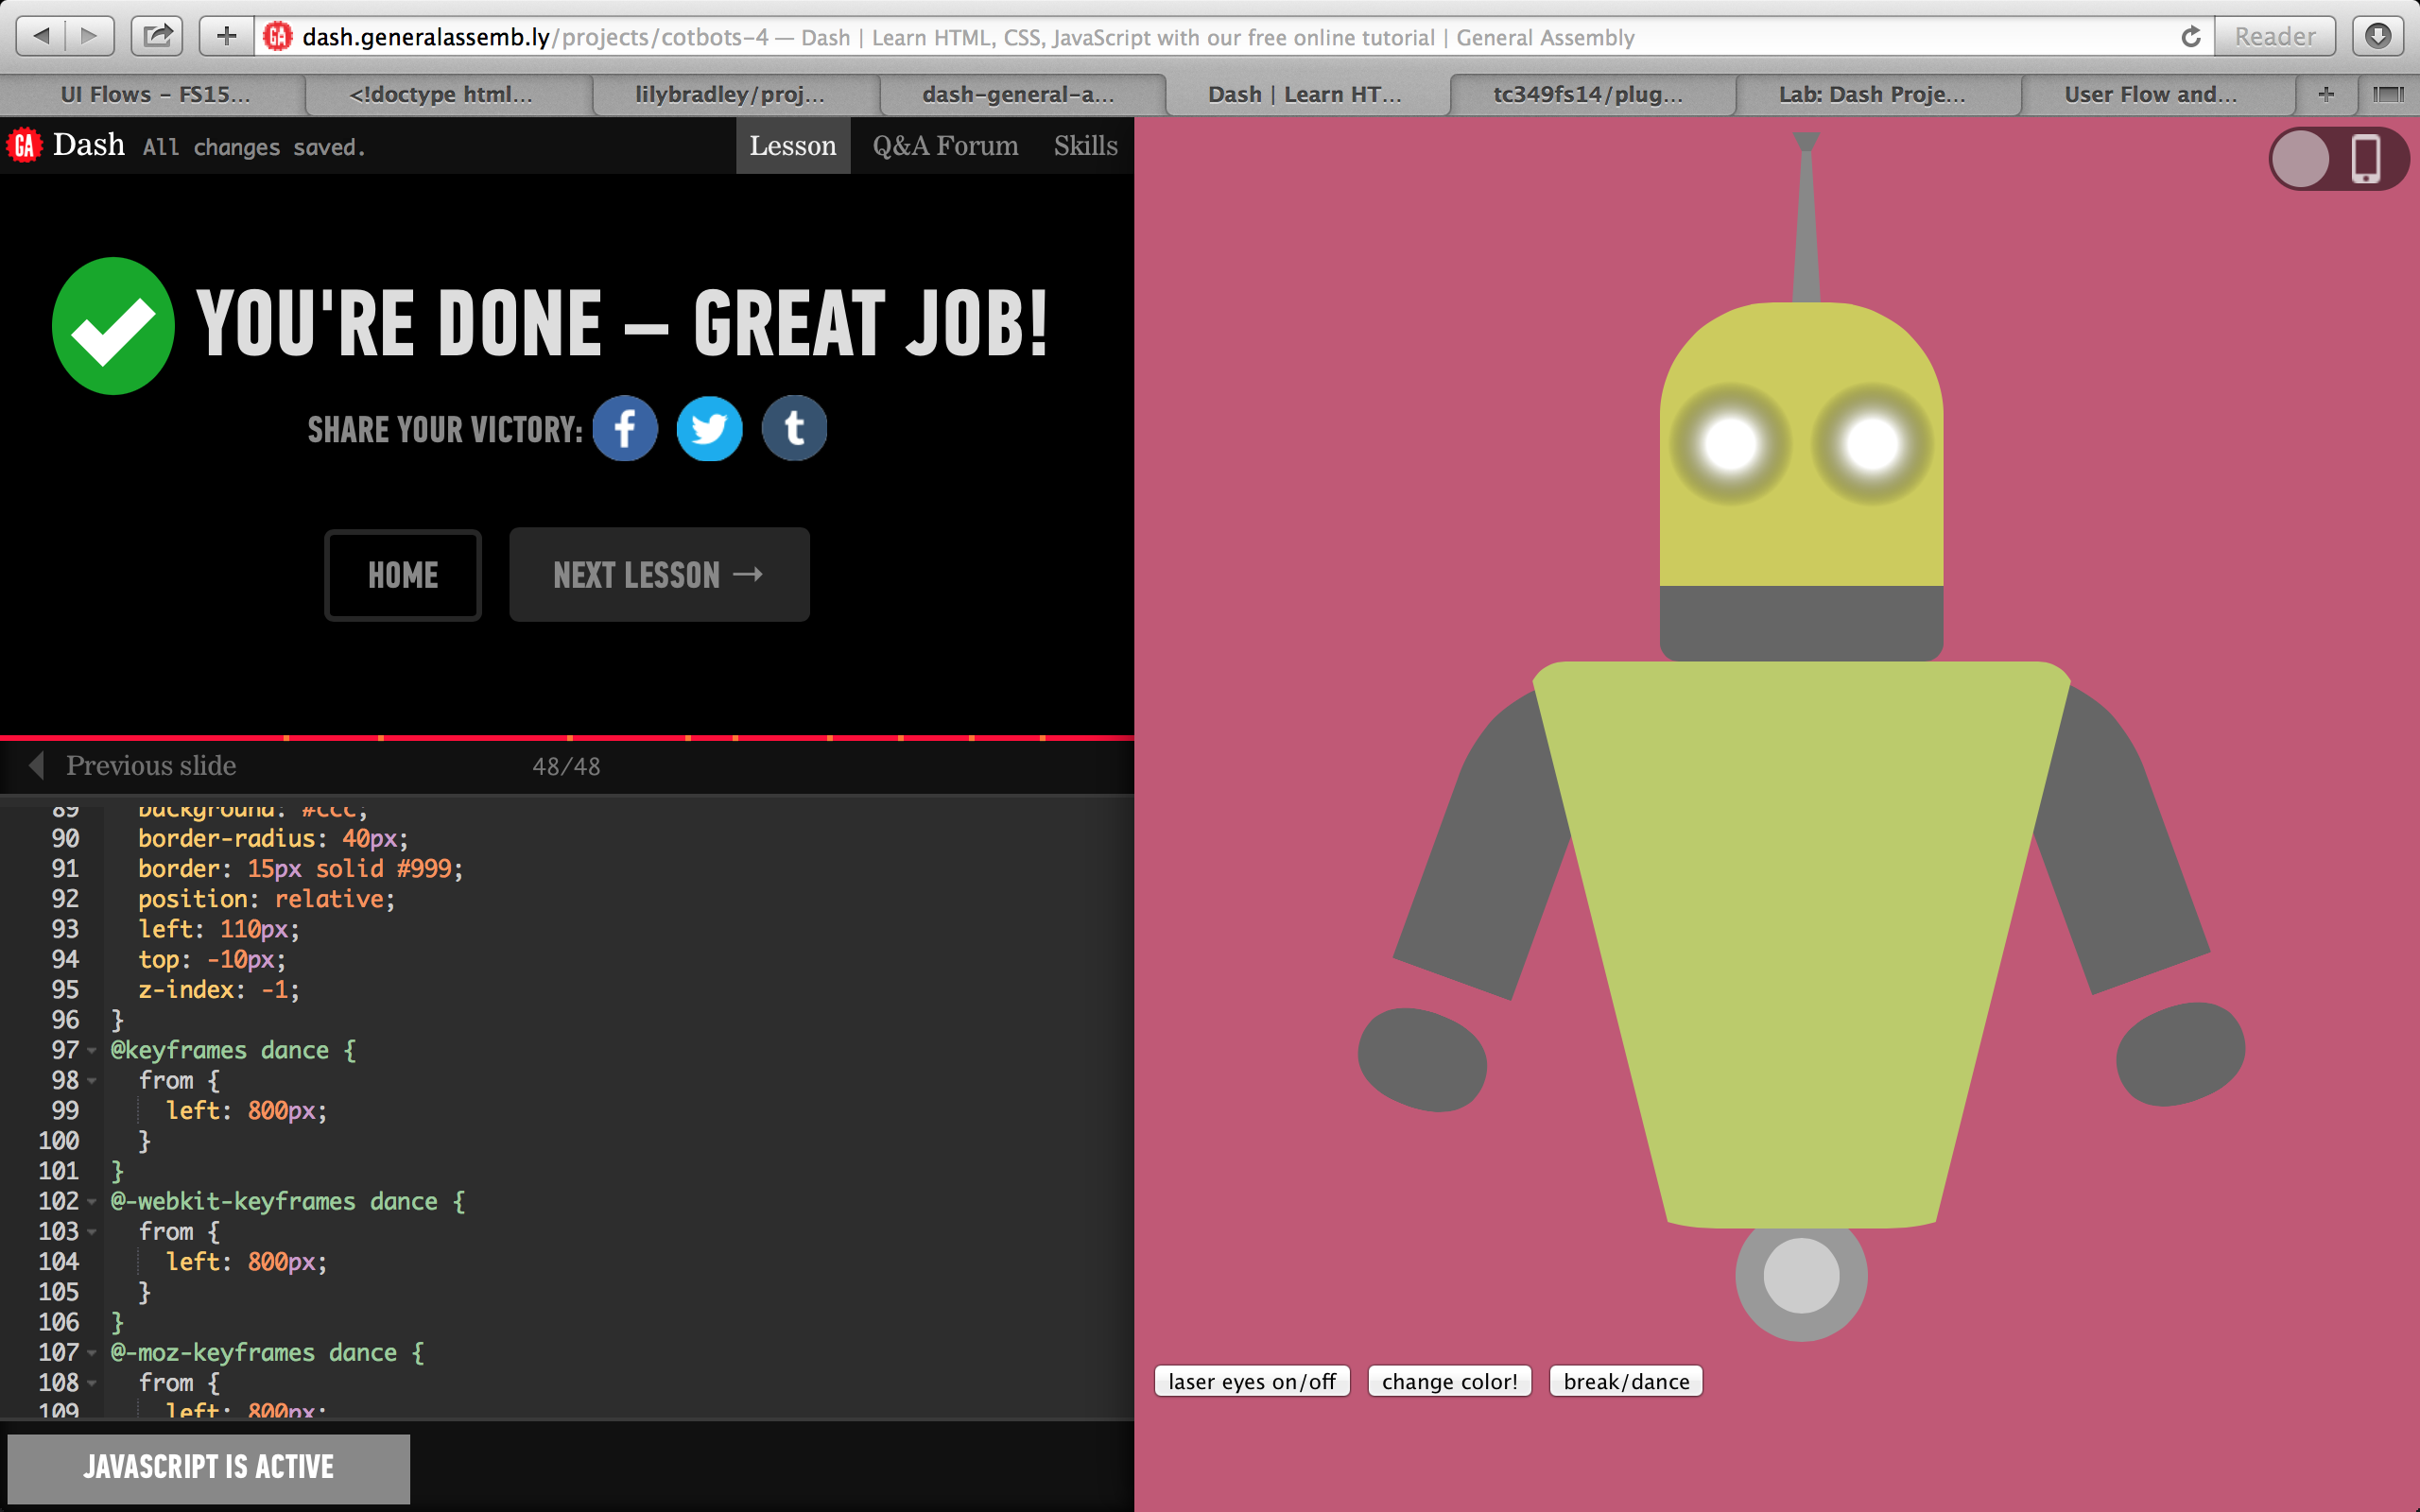 dash.generalassemb.ly/projects/cotbots-4 — Dash | Learn HTML, CSS, JavaScript with our free online tutorial | General Assembly
Reader
UI Flows – FS15...
<!doctype html...
lilybradley/proj...
dash-general-a...
Dash | Learn HT...
tc349fs14/plug...
Lab: Dash Proje...
User Flow and...
GA Dash All changes saved.
Lesson
Q&A Forum
Skills
YOU'RE DONE — GREAT JOB!
SHARE YOUR VICTORY:
HOME
NEXT LESSON →
Previous slide
48/48
89 background: #ccc;
90 border-radius: 40px;
91 border: 15px solid #999;
92 position: relative;
93 left: 110px;
94 top: -10px;
95 z-index: -1;
96 }
97 @keyframes dance {
98 from {
99 left: 800px;
100 }
101 }
102 @-webkit-keyframes dance {
103 from {
104 left: 800px;
105 }
106 }
107 @-moz-keyframes dance {
108 from {
109 left: 800px;
JAVASCRIPT IS ACTIVE
laser eyes on/off
change color!
break/dance